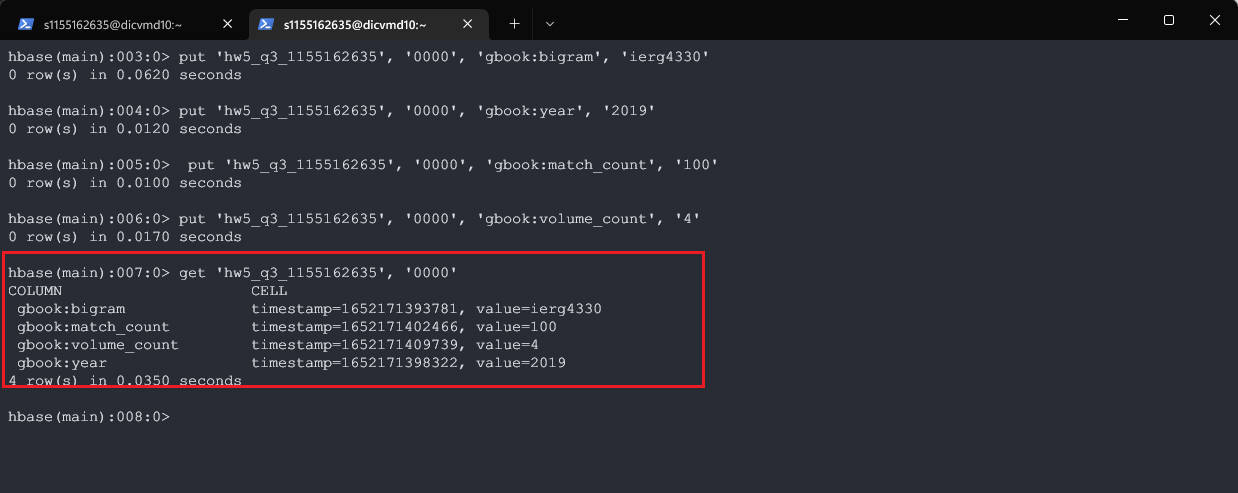 s1155162635@dicvmd10:~ s1155162635@dicvmd10:~
hbase(main):003:0> put 'hw5_q3_1155162635', '0000', 'gbook:bigram', 'ierg4330'
0 row(s) in 0.0620 seconds
hbase(main):004:0> put 'hw5_q3_1155162635', '0000', 'gbook:year', '2019'
0 row(s) in 0.0120 seconds
hbase(main):005:0>  put 'hw5_q3_1155162635', '0000', 'gbook:match_count', '100'
0 row(s) in 0.0100 seconds
hbase(main):006:0> put 'hw5_q3_1155162635', '0000', 'gbook:volume_count', '4'
0 row(s) in 0.0170 seconds
hbase(main):007:0> get 'hw5_q3_1155162635', '0000'
COLUMN                     CELL
 gbook:bigram              timestamp=1652171393781, value=ierg4330
 gbook:match_count         timestamp=1652171402466, value=100
 gbook:volume_count        timestamp=1652171409739, value=4
 gbook:year                timestamp=1652171398322, value=2019
4 row(s) in 0.0350 seconds
hbase(main):008:0>